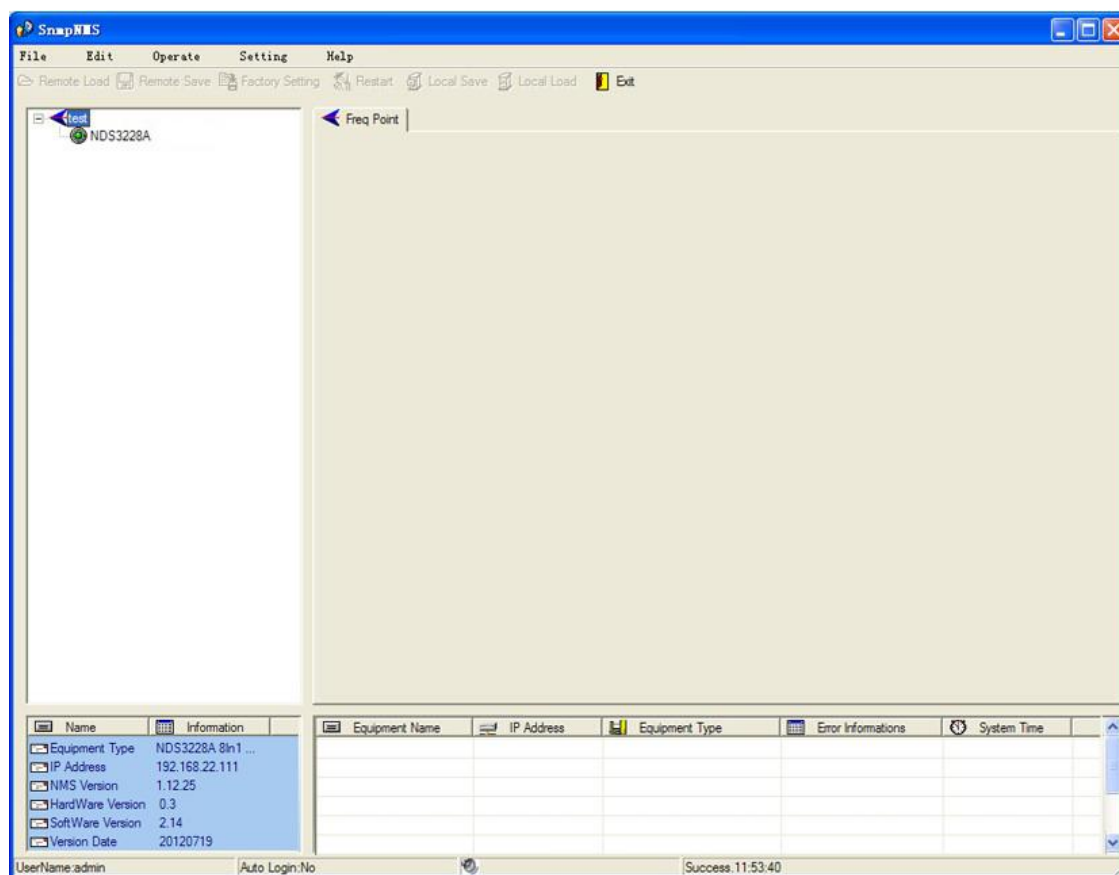 SnmpNMS
File Edit Operate Setting Help
Remote Load Remote Save Factory Setting Restart Local Save Local Load Exit
test
NDS3228A
Freq Point
Name Information
Equipment Type NDS3228A 8In1 ...
IP Address 192.168.22.111
NMS Version 1.12.25
HardWare Version 0.3
SoftWare Version 2.14
Version Date 20120719
Equipment Name IP Address Equipment Type Error Informations System Time
UserName:admin Auto Login:No Success.11:53:40